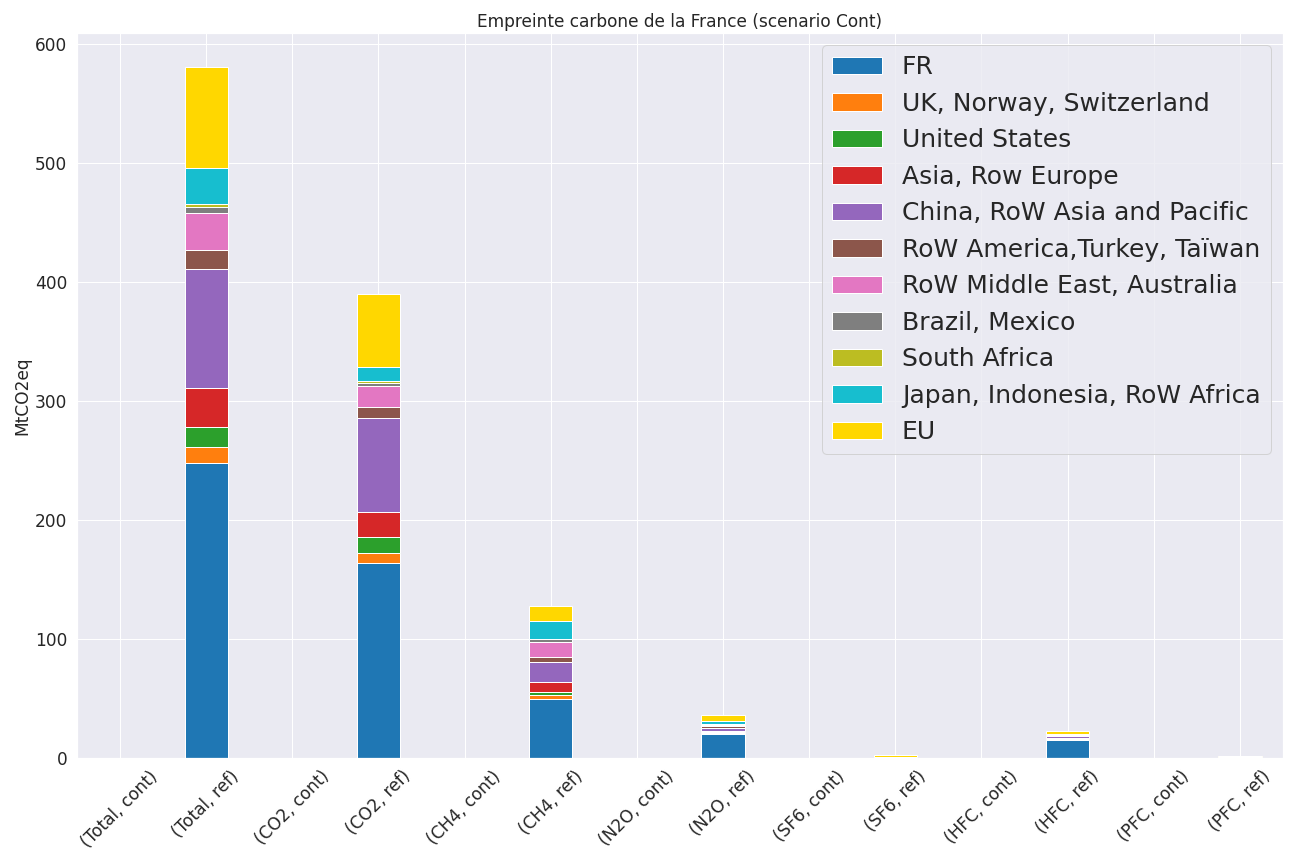 Empreinte carbone de la France (scenario Cont)
600
500
400
300
200
100
0
MtCO2eq
FR
UK, Norway, Switzerland
United States
Asia, Row Europe
China, RoW Asia and Pacific
RoW America,Turkey, Taïwan
RoW Middle East, Australia
Brazil, Mexico
South Africa
Japan, Indonesia, RoW Africa
EU
(Total, cont)
(Total, ref)
(CO2, cont)
(CO2, ref)
(CH4, cont)
(CH4, ref)
(N2O, cont)
(N2O, ref)
(SF6, cont)
(SF6, ref)
(HFC, cont)
(HFC, ref)
(PFC, cont)
(PFC, ref)